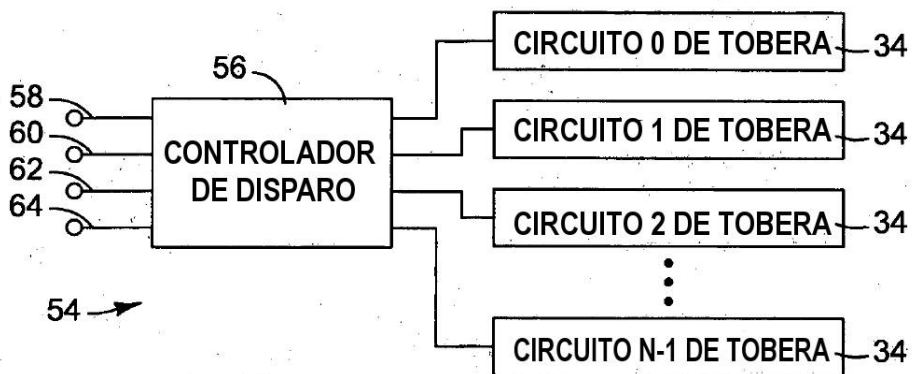 56
58
60
62
64
CONTROLADOR
DE DISPARO
54
CIRCUITO 0 DE TOBERA 34
CIRCUITO 1 DE TOBERA 34
CIRCUITO 2 DE TOBERA 34
CIRCUITO N-1 DE TOBERA 34